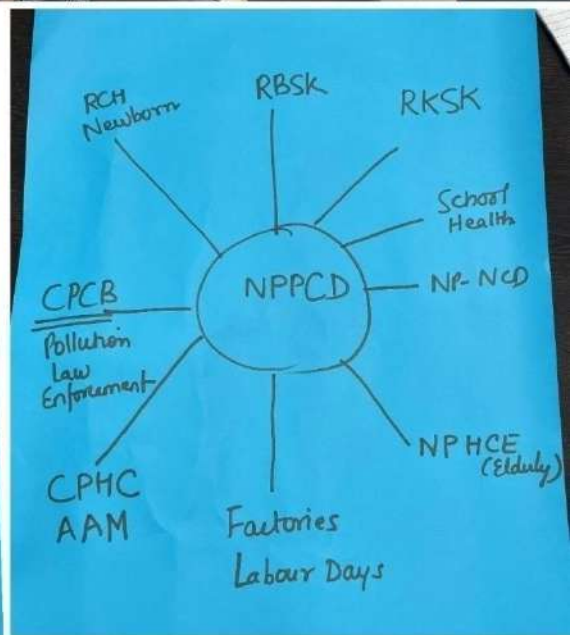 RCH
Newborn
RBSK
RKSK
School
Health
NPPCD
NP-NCD
CPCB
Pollution
Law
Enforcement
NPHCE
(Elderly)
CPHC
AAM
Factories
Labour Days